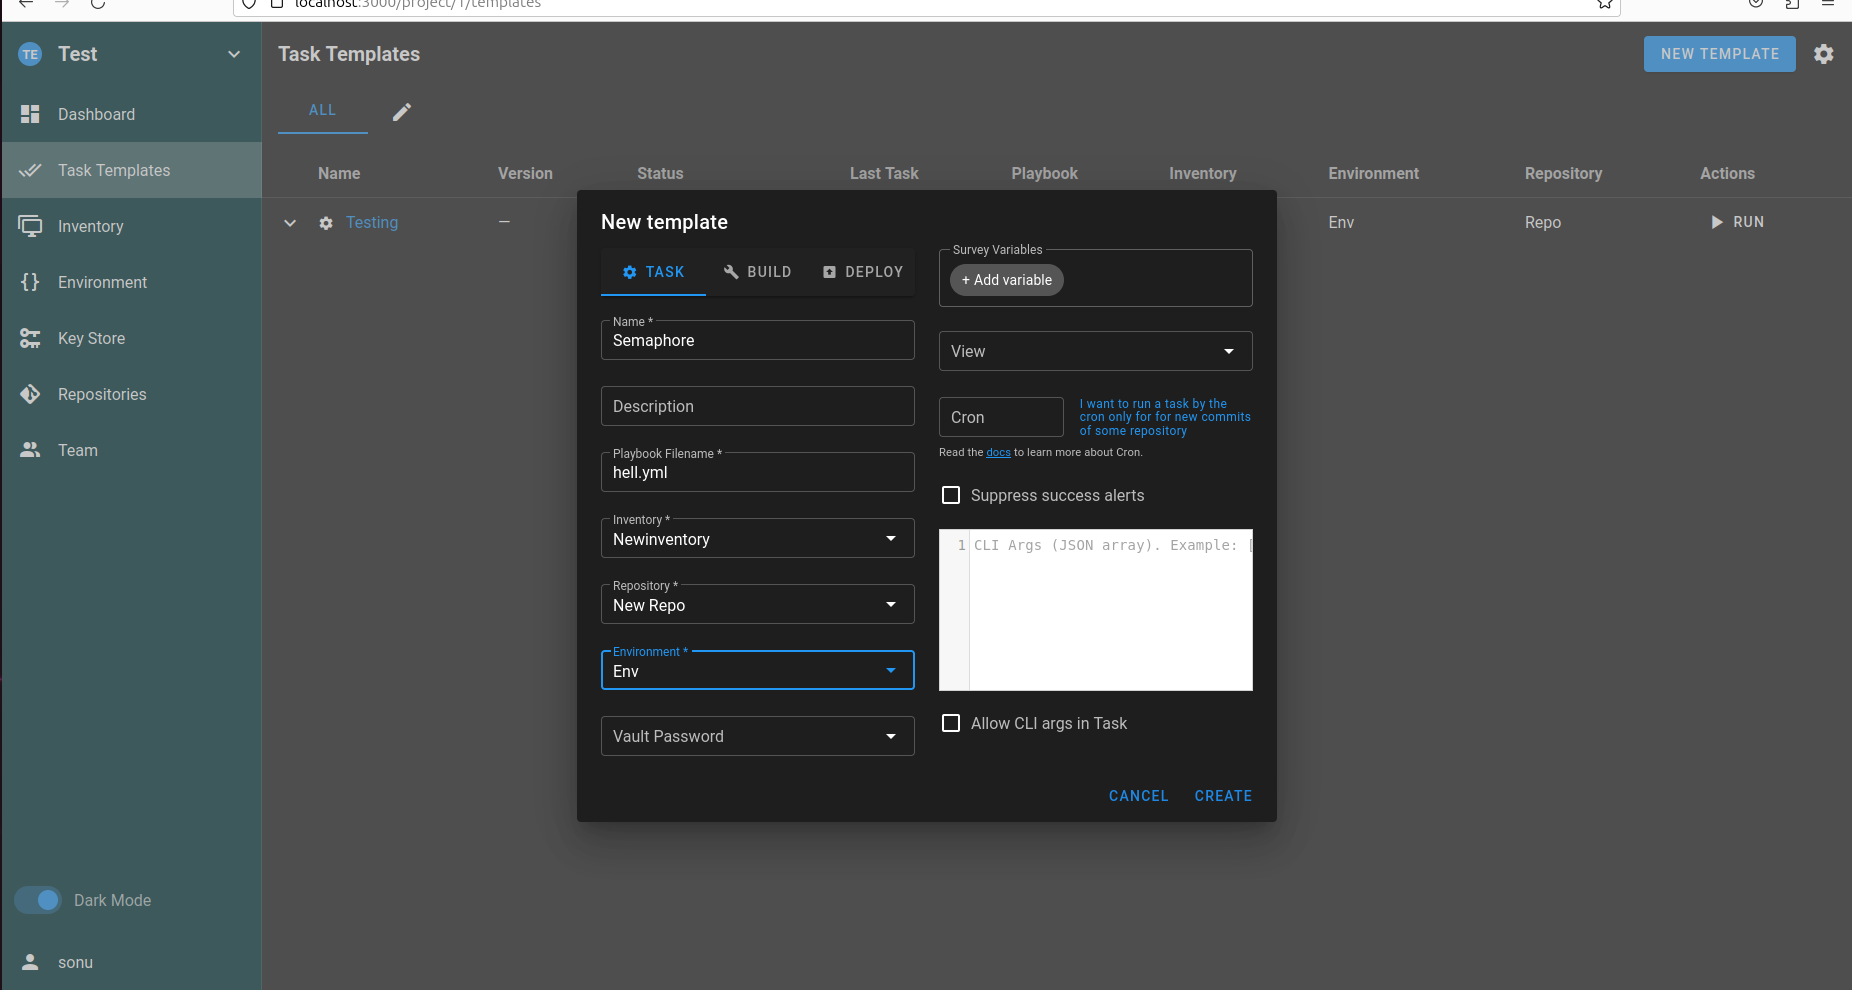 localhost:3000/project/1/templates
TE Test
Task Templates
NEW TEMPLATE
Dashboard
Task Templates
Inventory
Environment
Key Store
Repositories
Team
Dark Mode
sonu
ALL
Name Version Status Last Task Playbook Inventory Environment Repository Actions
Testing — Env Repo RUN
New template
TASK BUILD DEPLOY
Name *
Semaphore
Description
Playbook Filename *
hell.yml
Inventory *
Newinventory
Repository *
New Repo
Environment *
Env
Vault Password
Survey Variables
+ Add variable
View
Cron
I want to run a task by the
cron only for for new commits
of some repository
Read the docs to learn more about Cron.
Suppress success alerts
1 CLI Args (JSON array). Example: [
Allow CLI args in Task
CANCEL CREATE